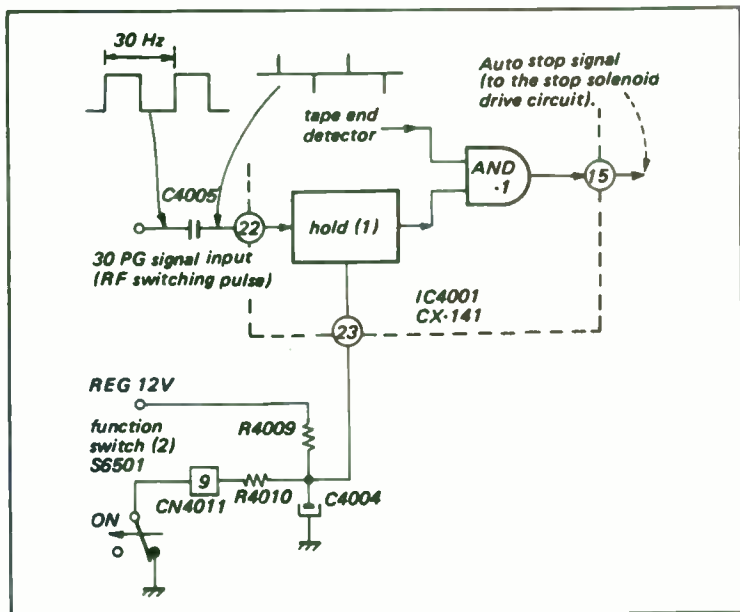 30 Hz
Auto stop signal
(to the stop solenoid
drive circuit).
tape end
detector
AND
·1
15
C4005
22
hold (1)
30 PG signal input
(RF switching pulse)
IC4001
CX·141
23
REG 12V
function
switch (2)
S6501
R4009
9
CN4011
R4010
C4004
ON